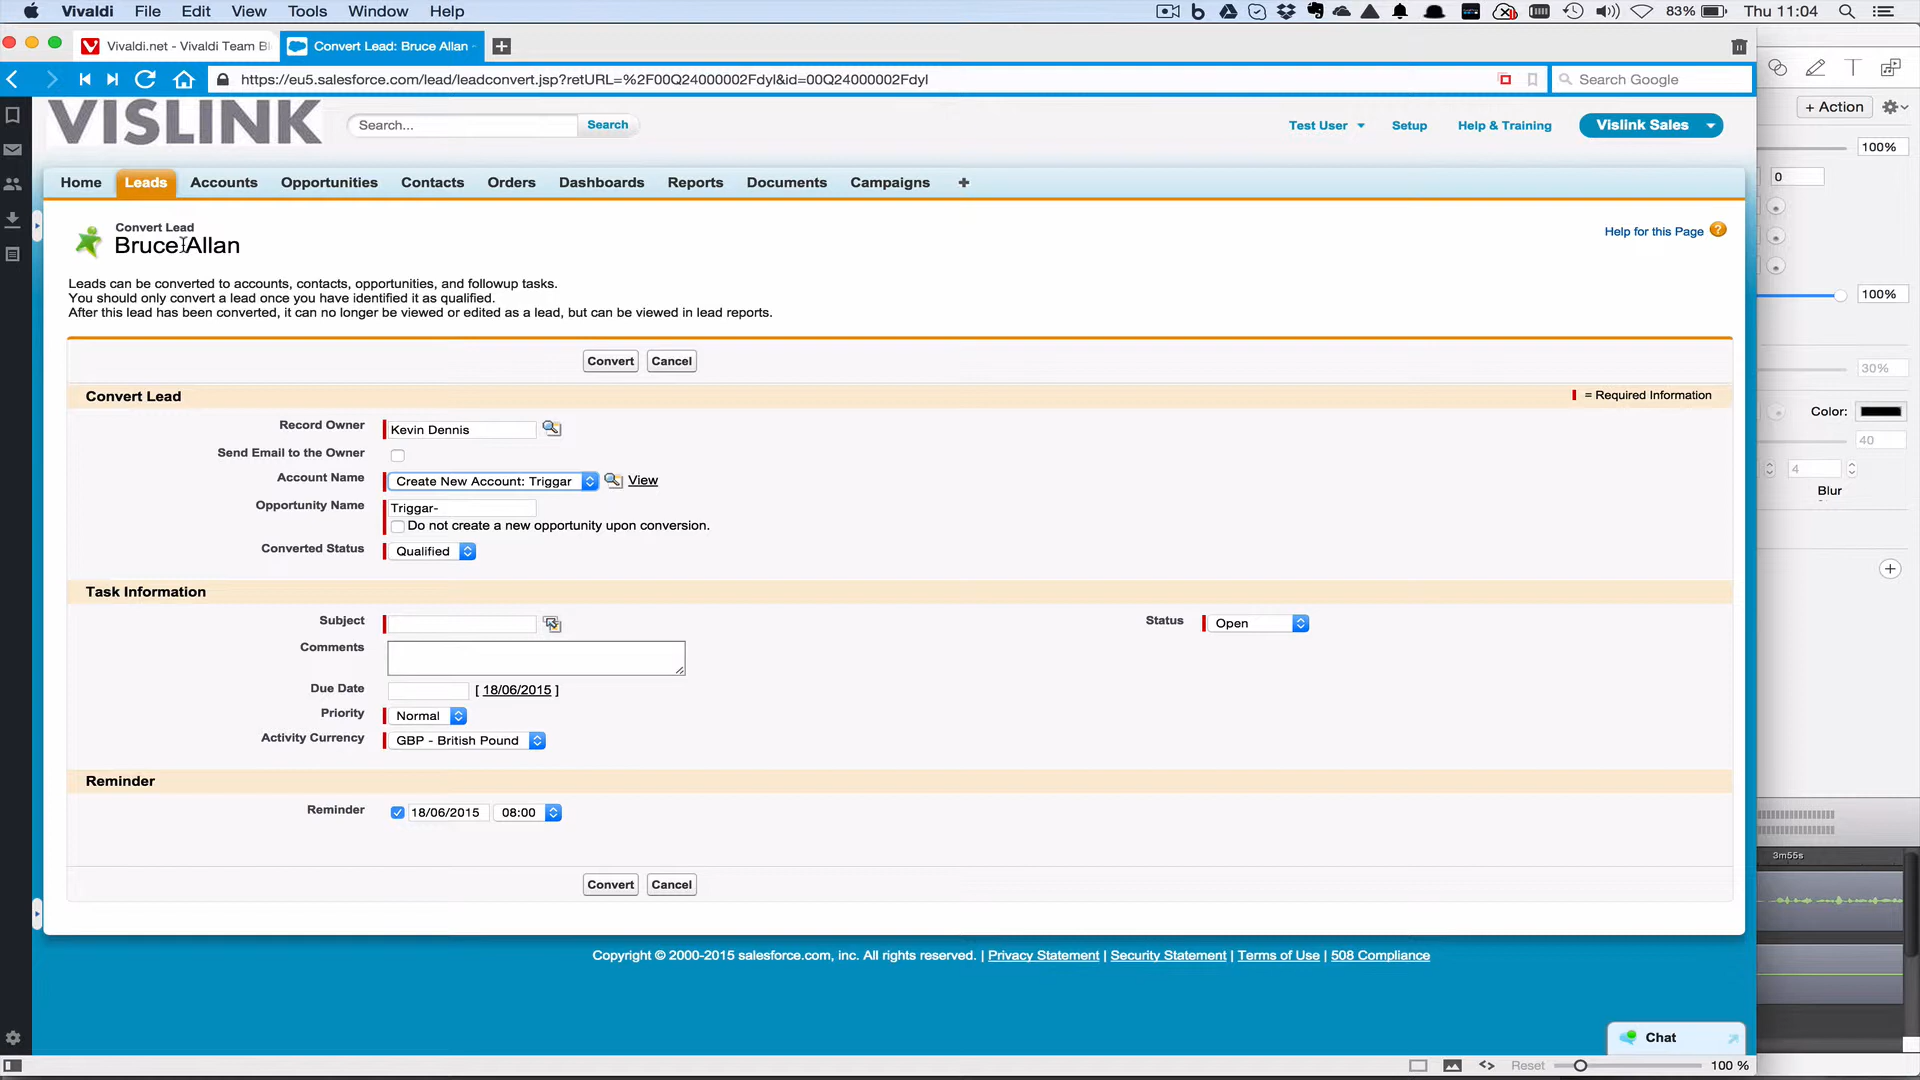 Vivaldi File Edit View Tools Window Help 83% Thu 11:04
Vivaldi.net - Vivaldi Team Bl Convert Lead: Bruce Allan -
https://eu5.salesforce.com/lead/leadconvert.jsp?retURL=%2F00Q24000002Fdyl&id=00Q24000002Fdyl Search Google
+ Action
VISLINK Search... Search Test User Setup Help & Training Vislink Sales
100%
0
Home Leads Accounts Opportunities Contacts Orders Dashboards Reports Documents Campaigns +
Convert Lead
Bruce Allan
Help for this Page ?
Leads can be converted to accounts, contacts, opportunities, and followup tasks.
You should only convert a lead once you have identified it as qualified.
After this lead has been converted, it can no longer be viewed or edited as a lead, but can be viewed in lead reports.
100%
Convert Cancel
30%
Convert Lead = Required Information
Color:
Record Owner Kevin Dennis
40
Send Email to the Owner
Account Name Create New Account: Triggar View
4
Blur
Opportunity Name Triggar-
Do not create a new opportunity upon conversion.
Converted Status Qualified
Task Information
Subject Status Open
Comments
Due Date [ 18/06/2015 ]
Priority Normal
Activity Currency GBP - British Pound
Reminder
Reminder 18/06/2015 08:00
3m55s
Convert Cancel
Copyright © 2000-2015 salesforce.com, inc. All rights reserved. | Privacy Statement | Security Statement | Terms of Use | 508 Compliance
Chat
Reset 100 %